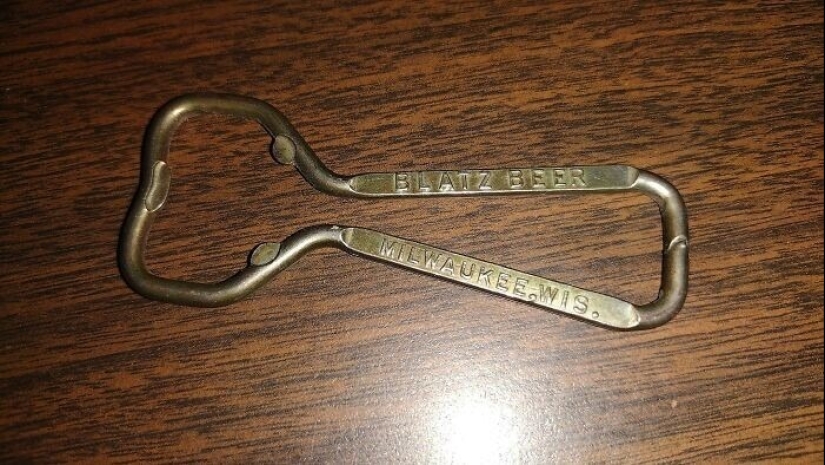 BLATZ BEER
MILWAUKEE, WIS.